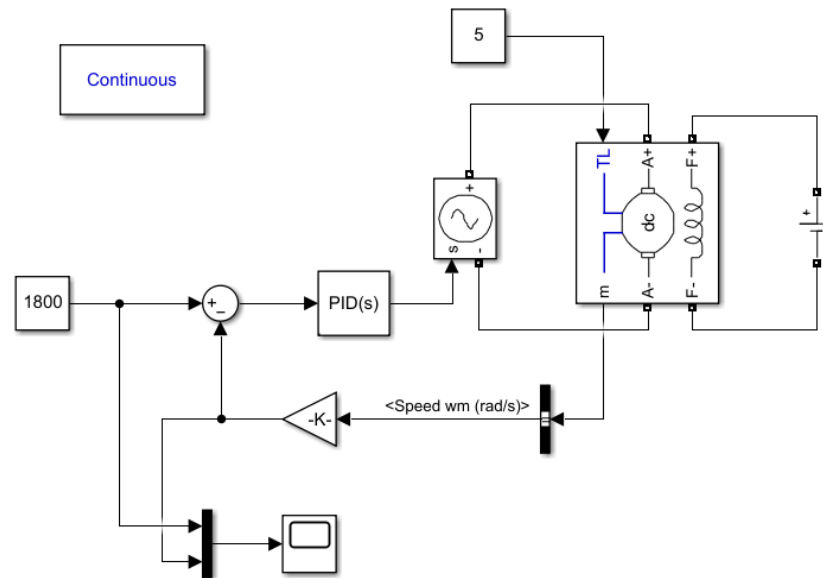 5
Continuous
TL
A+
F+
+
dc
+
s
-
m
A-
F-
1800
+
−
PID(s)
<Speed wm (rad/s)>
-K-